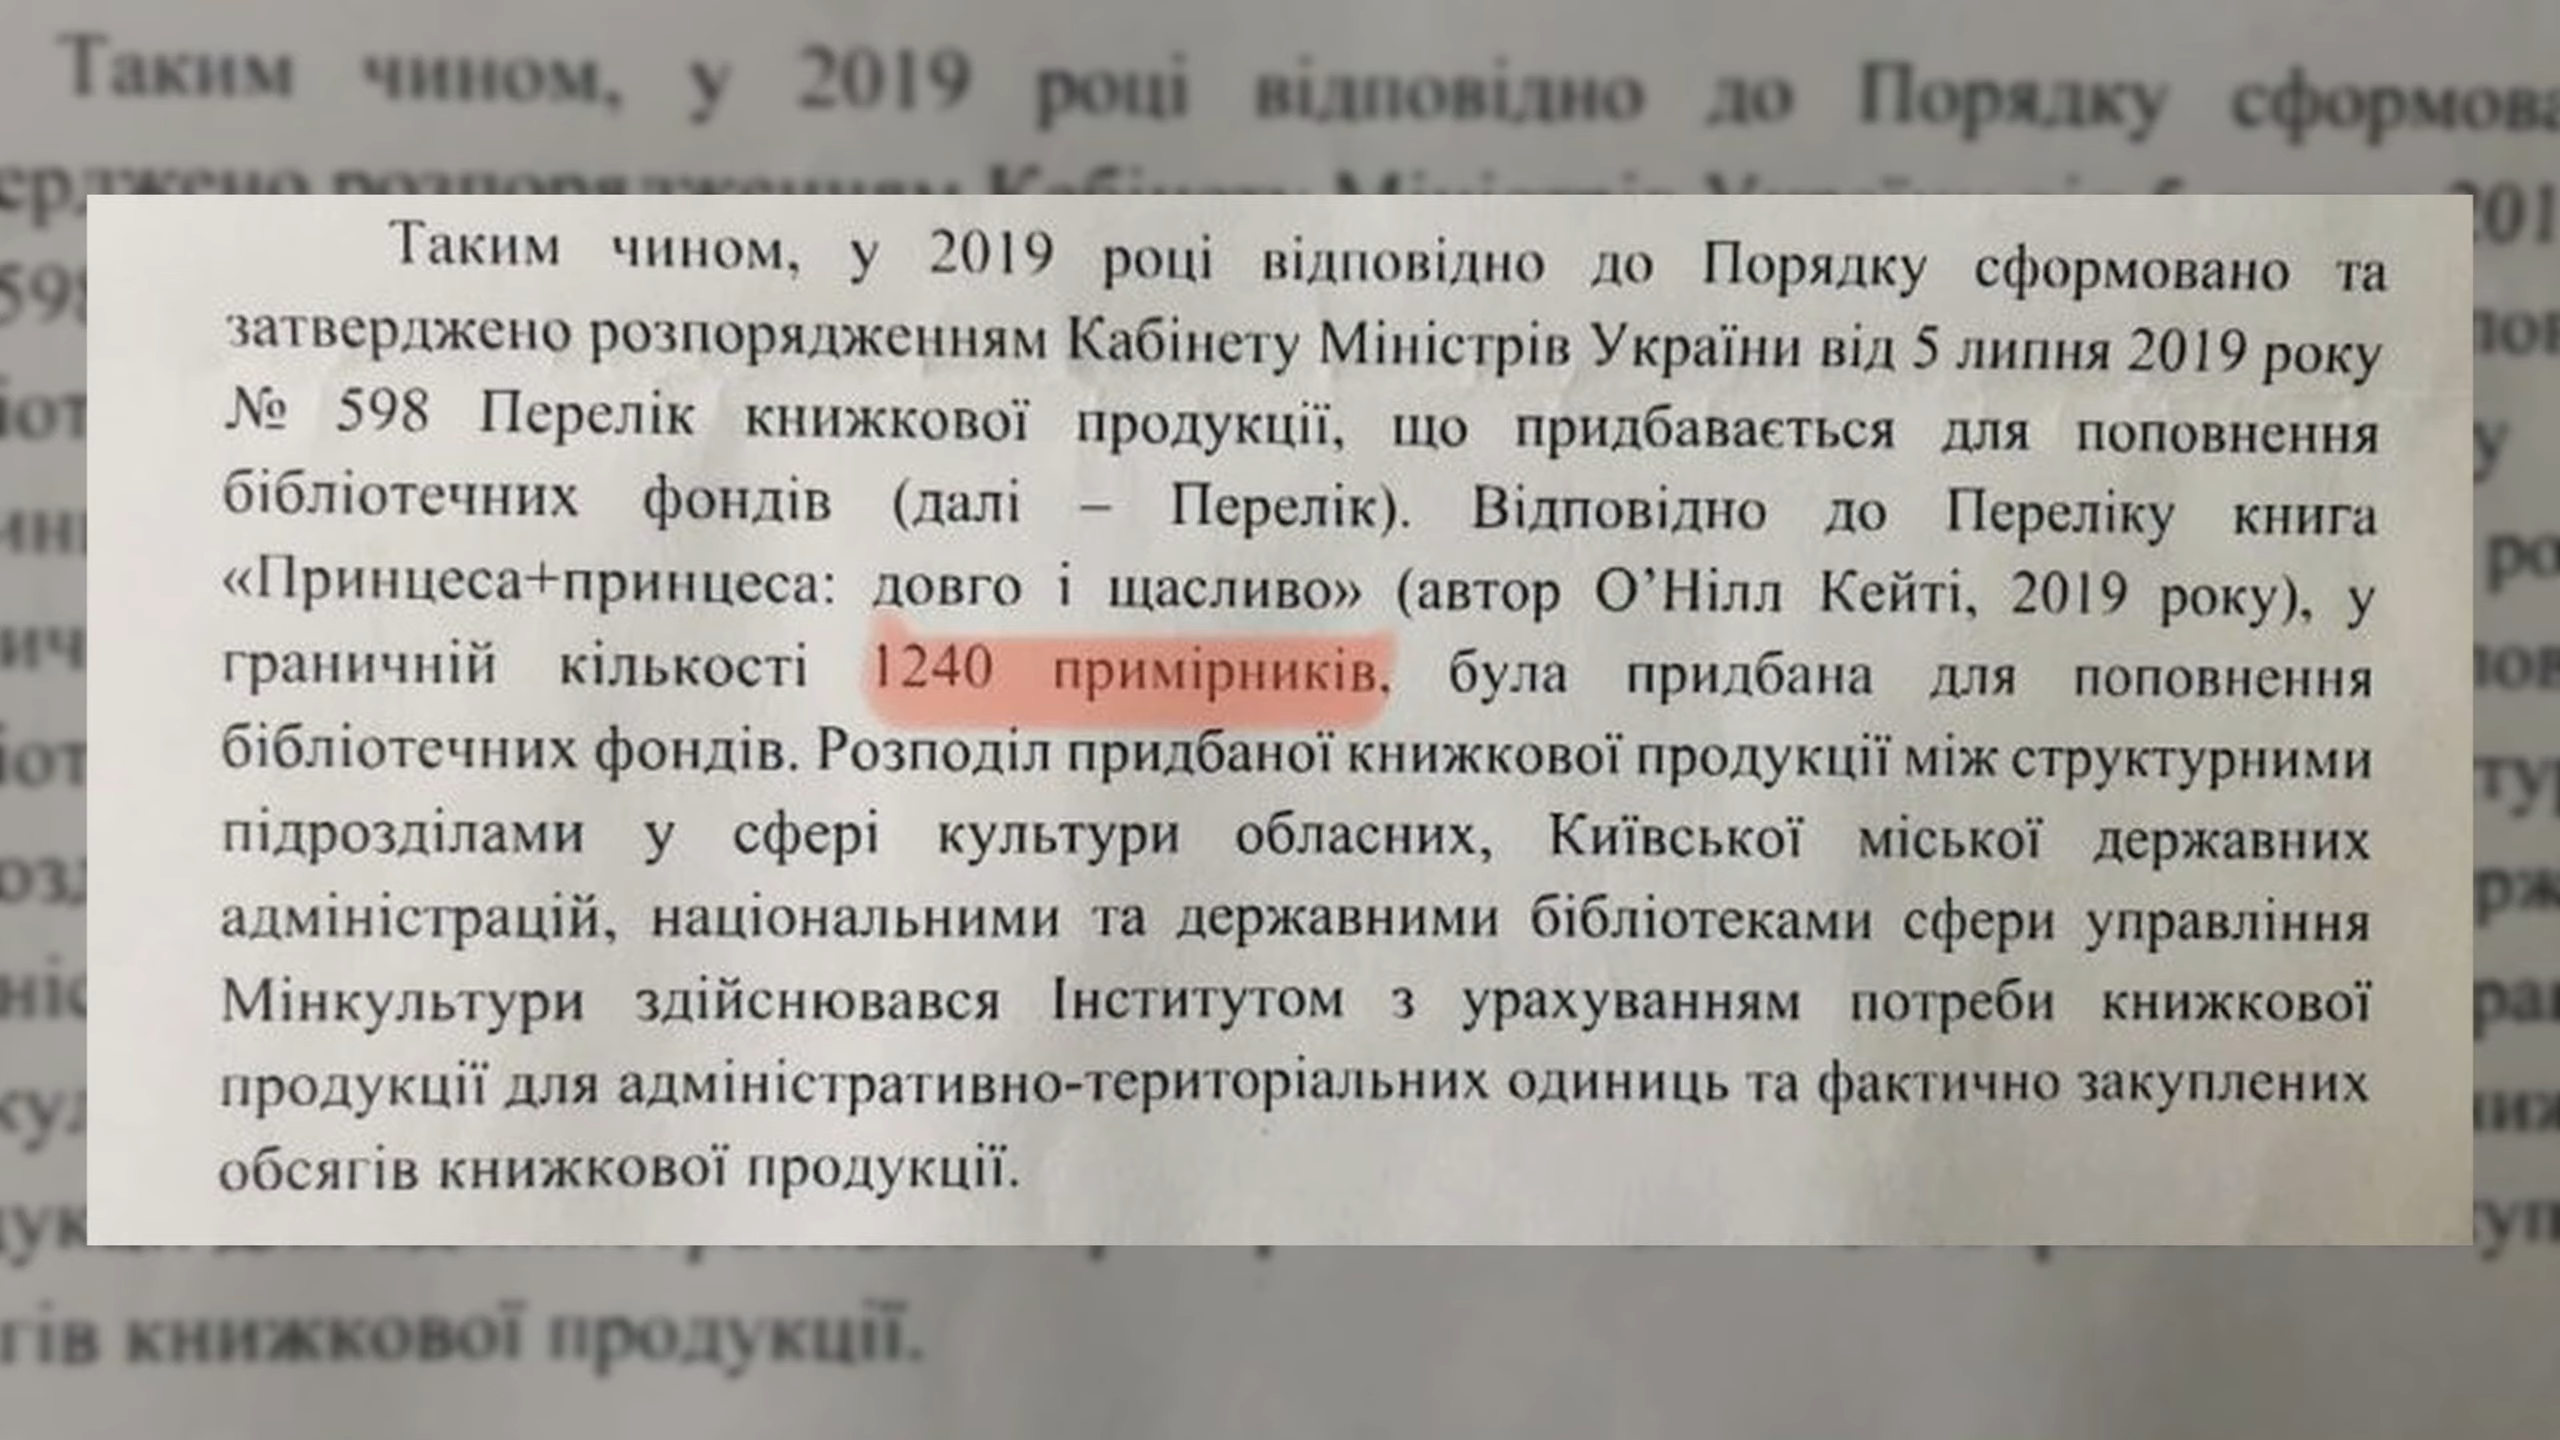 Таким чином, у 2019 році відповідно до Порядку сформовано та
затверджено розпорядженням Кабінету Міністрів України від 5 липня 2019 року
№ 598 Перелік книжкової продукції, що придбавається для поповнення
бібліотечних фондів (далі – Перелік). Відповідно до Переліку книга
«Принцеса+принцеса: довго і щасливо» (автор О’Нілл Кейті, 2019 року), у
граничній кількості 1240 примірників, була придбана для поповнення
бібліотечних фондів. Розподіл придбаної книжкової продукції між структурними
підрозділами у сфері культури обласних, Київської міської державних
адміністрацій, національними та державними бібліотеками сфери управління
Мінкультури здійснювався Інститутом з урахуванням потреби книжкової
продукції для адміністративно-територіальних одиниць та фактично закуплених
обсягів книжкової продукції.